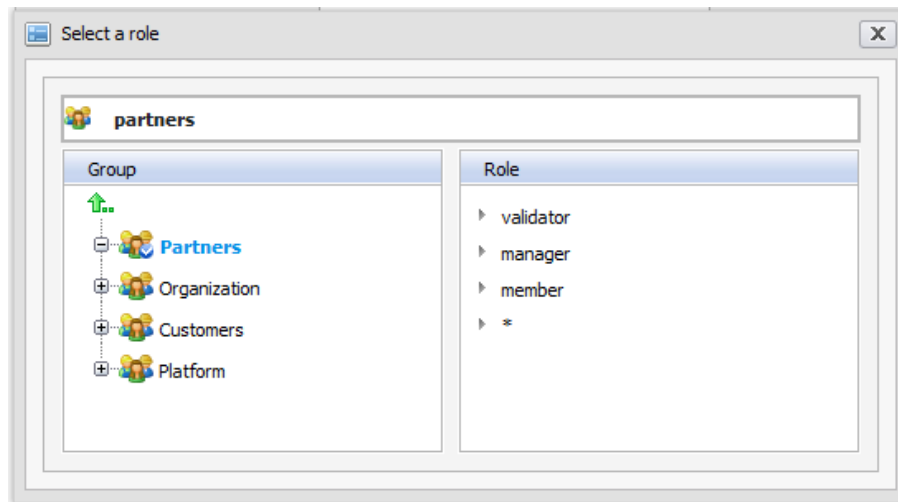 Select a role
partners
Group
Partners
Organization
Customers
Platform
Role
validator
manager
member
*